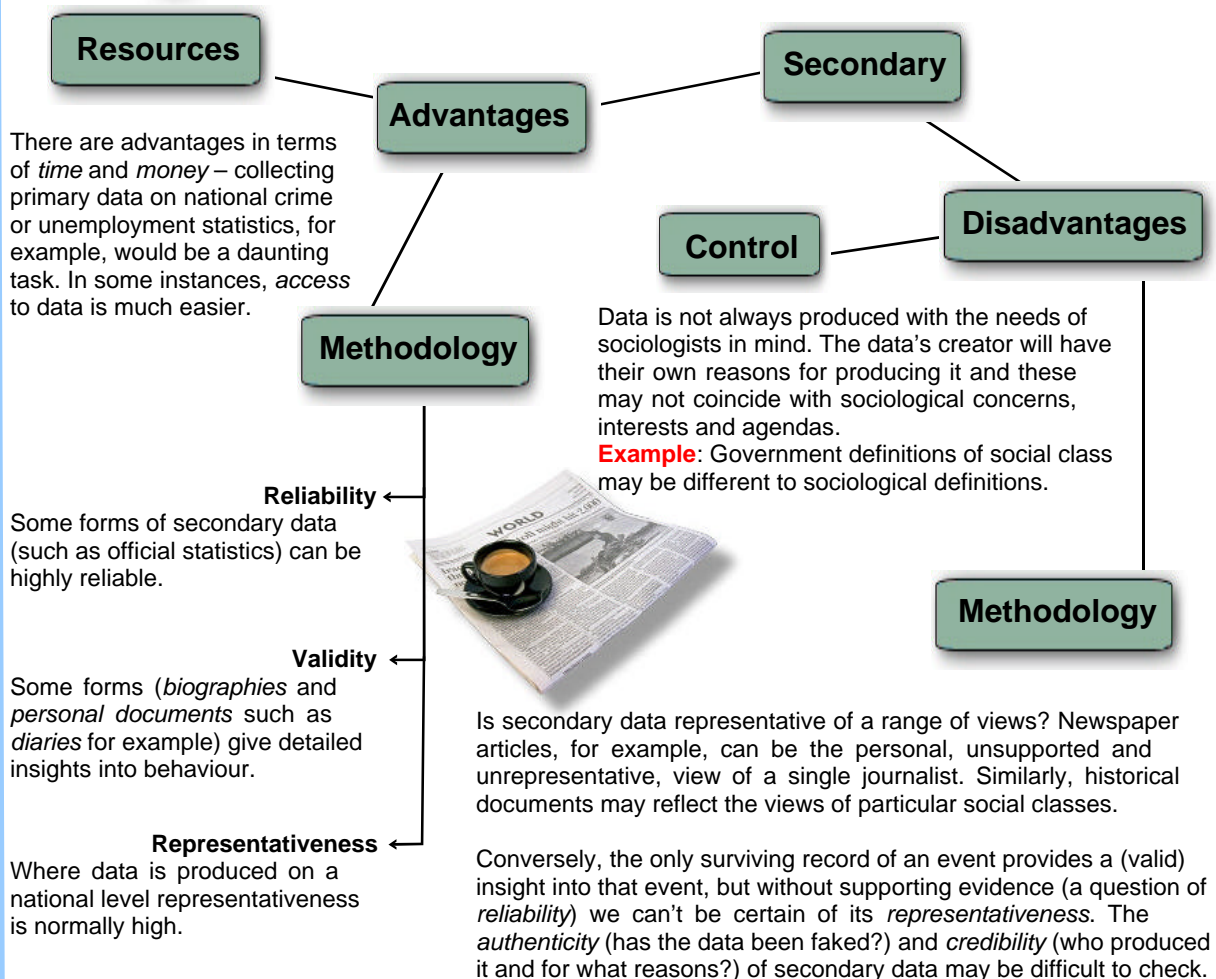 Resources
Advantages
Secondary
There are advantages in terms
of time and money – collecting
primary data on national crime
or unemployment statistics, for
example, would be a daunting
task. In some instances, access
to data is much easier.
Disadvantages
Control
Data is not always produced with the needs of
sociologists in mind. The data's creator will have
their own reasons for producing it and these
may not coincide with sociological concerns,
interests and agendas.
Example: Government definitions of social class
may be different to sociological definitions.
Methodology
Reliability
Some forms of secondary data
(such as official statistics) can be
highly reliable.
WORLD
Validity
Some forms (biographies and
personal documents such as
diaries for example) give detailed
insights into behaviour.
Representativeness
Where data is produced on a
national level representativeness
is normally high.
Methodology
Is secondary data representative of a range of views? Newspaper
articles, for example, can be the personal, unsupported and
unrepresentative, view of a single journalist. Similarly, historical
documents may reflect the views of particular social classes.
Conversely, the only surviving record of an event provides a (valid)
insight into that event, but without supporting evidence (a question of
reliability) we can't be certain of its representativeness. The
authenticity (has the data been faked?) and credibility (who produced
it and for what reasons?) of secondary data may be difficult to check.